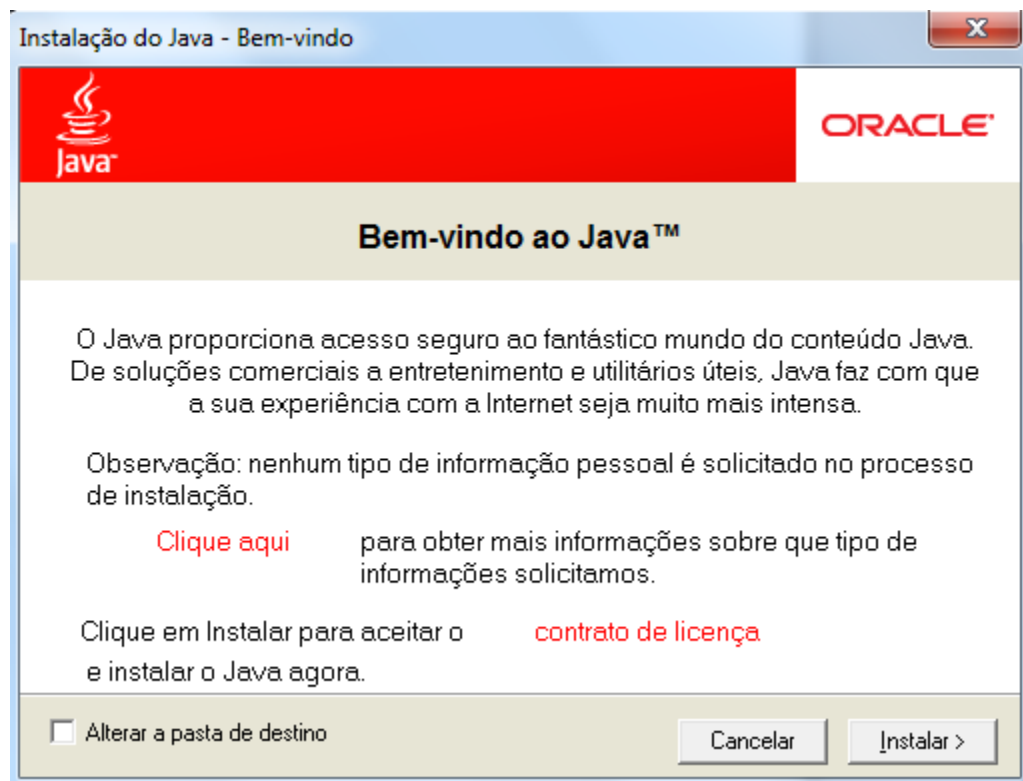 Instalação do Java - Bem-vindo
Java™
ORACLE®
Bem-vindo ao Java™
O Java proporciona acesso seguro ao fantástico mundo do conteúdo Java.
De soluções comerciais a entretenimento e utilitários úteis, Java faz com que
a sua experiência com a Internet seja muito mais intensa.
Observação: nenhum tipo de informação pessoal é solicitado no processo
de instalação.
Clique aqui para obter mais informações sobre que tipo de
informações solicitamos.
Clique em Instalar para aceitar o contrato de licença
e instalar o Java agora.
Alterar a pasta de destino
Cancelar
Instalar >